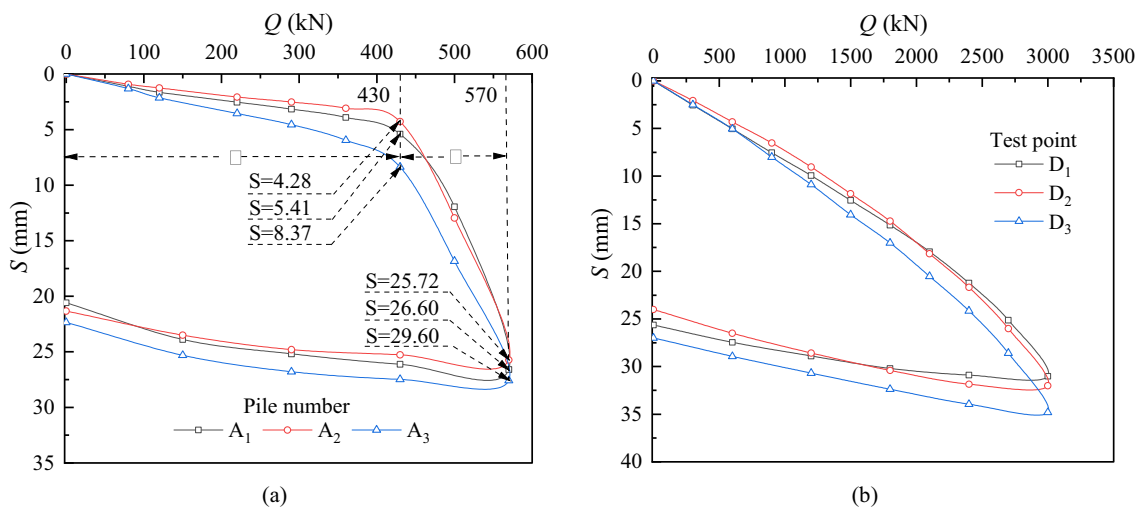 Q (kN)
0 100 200 300 400 500 600
0
5
10
15
20
25
30
35
S (mm)
430
570
S=4.28
S=5.41
S=8.37
S=25.72
S=26.60
S=29.60
Pile number
A1 A2 A3
(a)
Q (kN)
0 500 1000 1500 2000 2500 3000 3500
0
5
10
15
20
25
30
35
40
S (mm)
Test point
D1
D2
D3
(b)